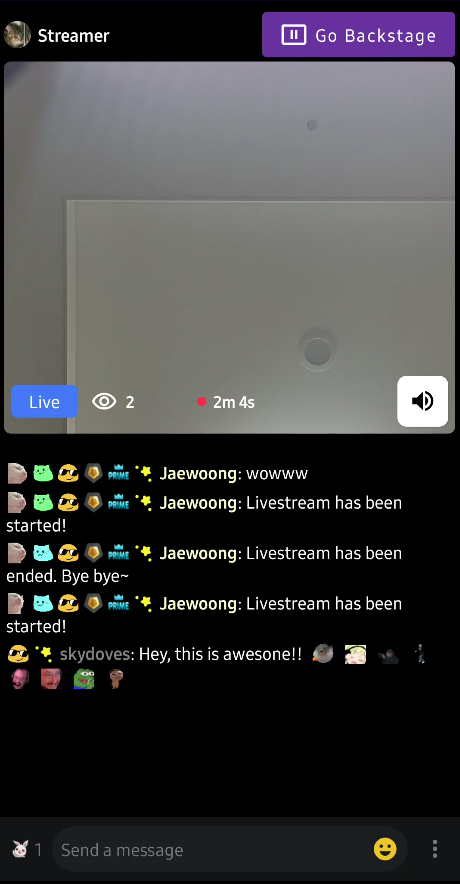 Streamer
Go Backstage
Live
2
2m 4s
PRIME Jaewoong: wowww
PRIME Jaewoong: Livestream has been
started!
PRIME Jaewoong: Livestream has been
ended. Bye bye~
PRIME Jaewoong: Livestream has been
started!
skydoves: Hey, this is awesone!!
1
Send a message